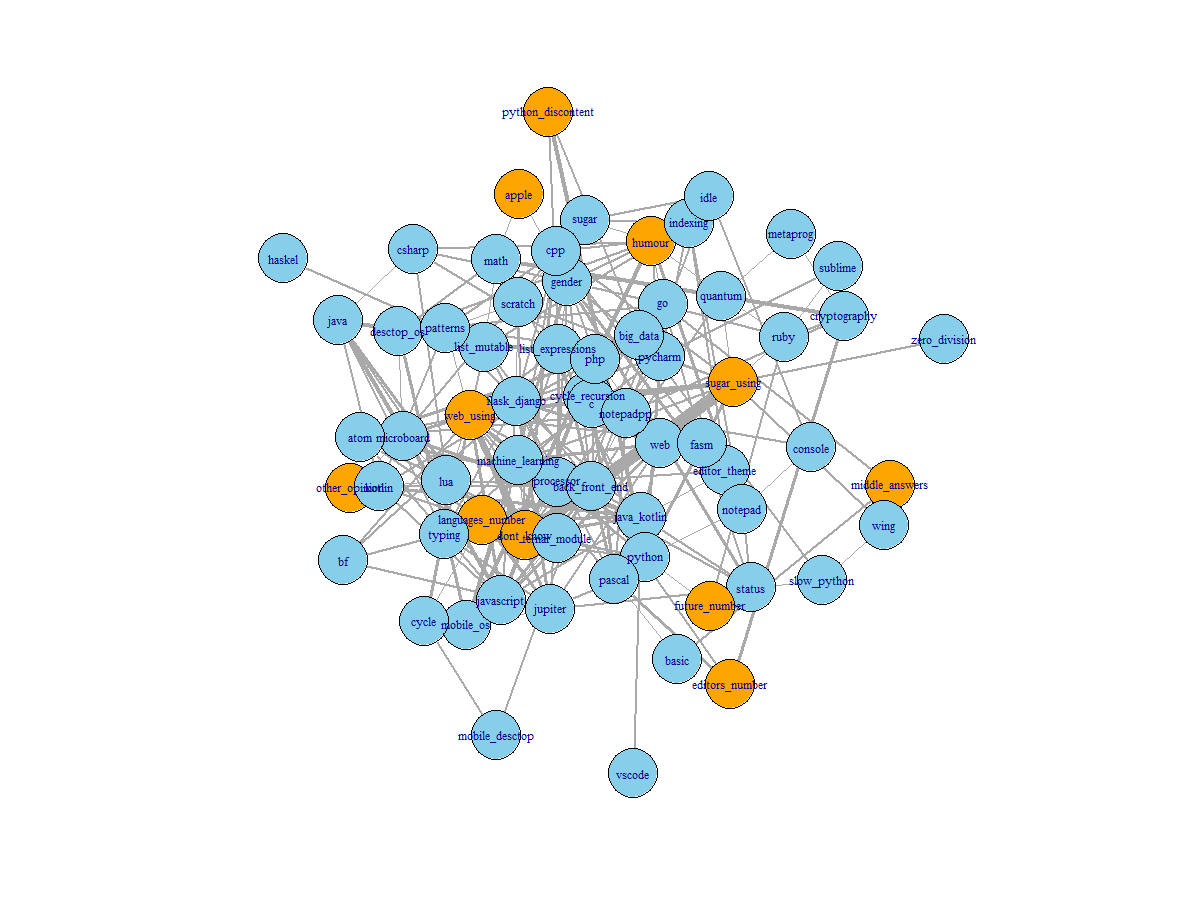 python_discontent
apple
idle
sugar
indexing
metaprog
humour
csharp
cpp
haskel
math
sublime
gender
quantum
scratch
go
cryptography
java
patterns
desctop_os
big_data
ruby
zero_division
list_mutable
list_expressions
php
pycharm
sugar_using
cycle_recursion
flask_django
c
notepadpp
web_using
atom
microboard
web
fasm
console
machine_learning
editor_theme
other_opinion
kotlin
lua
processor
back_front_end
middle_answers
notepad
languages_number
java_kotlin
wing
typing
dont_know
ternar_module
python
bf
pascal
slow_python
status
javascript
jupiter
future_number
cycle
mobile_os
basic
editors_number
mobile_desctop
vscode